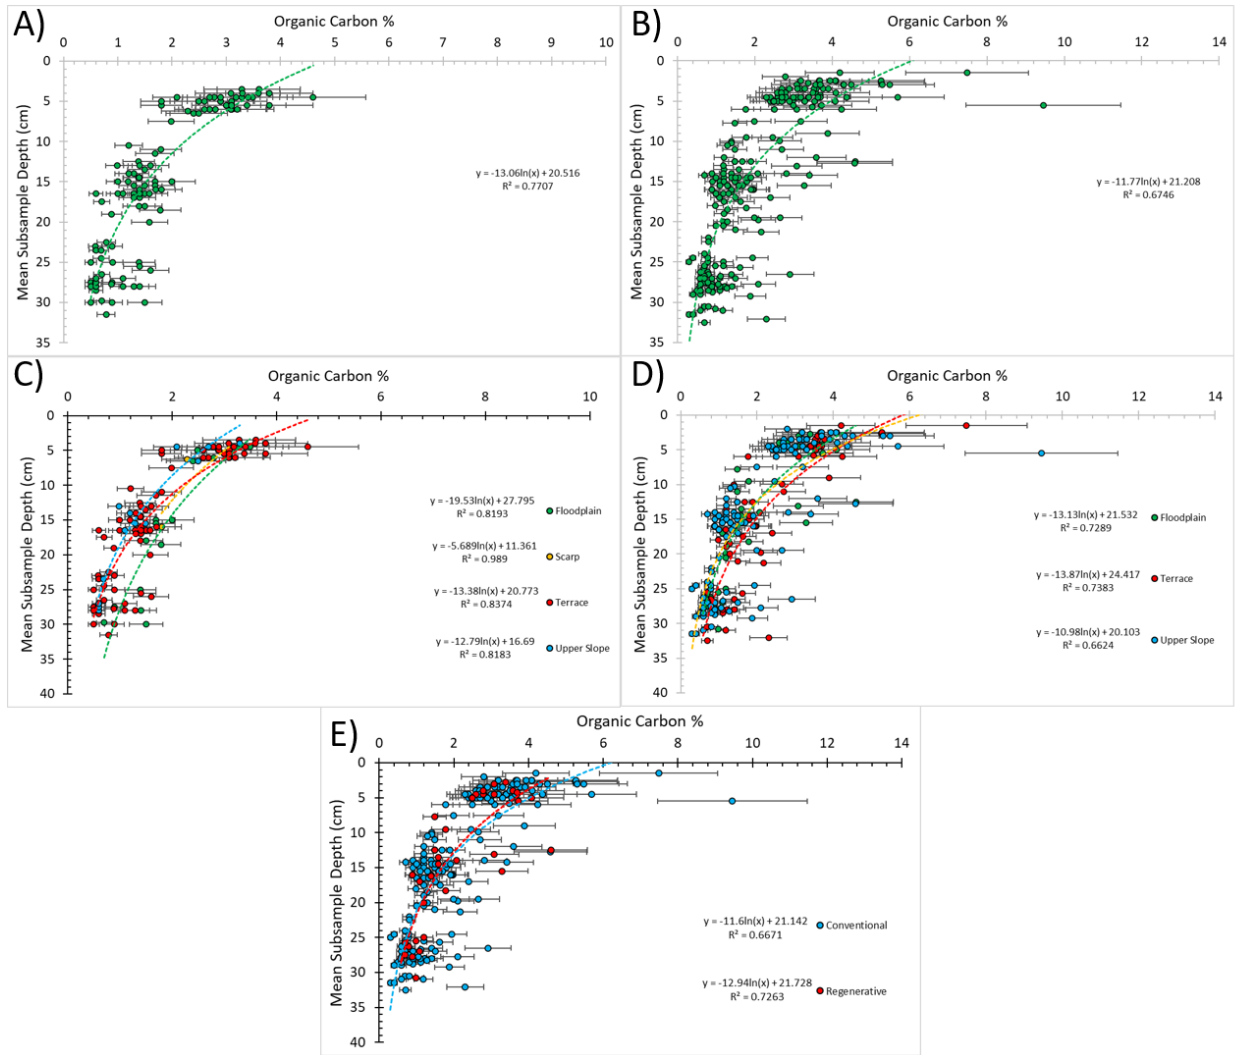 A)
Organic Carbon %
0 1 2 3 4 5 6 7 8 9 10
0
5
10
15
20
25
30
35
Mean Subsample Depth (cm)
y = -13.06ln(x) + 20.516
R² = 0.7707
B)
Organic Carbon %
0 2 4 6 8 10 12 14
0
5
10
15
20
25
30
35
Mean Subsample Depth (cm)
y = -11.77ln(x) + 21.208
R² = 0.6746
C)
Organic Carbon %
0 2 4 6 8 10
0
5
10
15
20
25
30
35
40
Mean Subsample Depth (cm)
y = -19.53ln(x) + 27.795
R² = 0.8193
Floodplain
y = -5.689ln(x) + 11.361
R² = 0.989
Scarp
y = -13.38ln(x) + 20.773
R² = 0.8374
Terrace
y = -12.79ln(x) + 16.69
R² = 0.8183
Upper Slope
D)
Organic Carbon %
0 2 4 6 8 10 12 14
0
5
10
15
20
25
30
35
40
Mean Subsample Depth (cm)
y = -13.13ln(x) + 21.532
R² = 0.7289
Floodplain
y = -13.87ln(x) + 24.417
R² = 0.7383
Terrace
y = -10.98ln(x) + 20.103
R² = 0.6624
Upper Slope
E)
Organic Carbon %
0 2 4 6 8 10 12 14
0
5
10
15
20
25
30
35
40
Mean Subsample Depth (cm)
y = -11.6ln(x) + 21.142
R² = 0.6671
Conventional
y = -12.94ln(x) + 21.728
R² = 0.7263
Regenerative